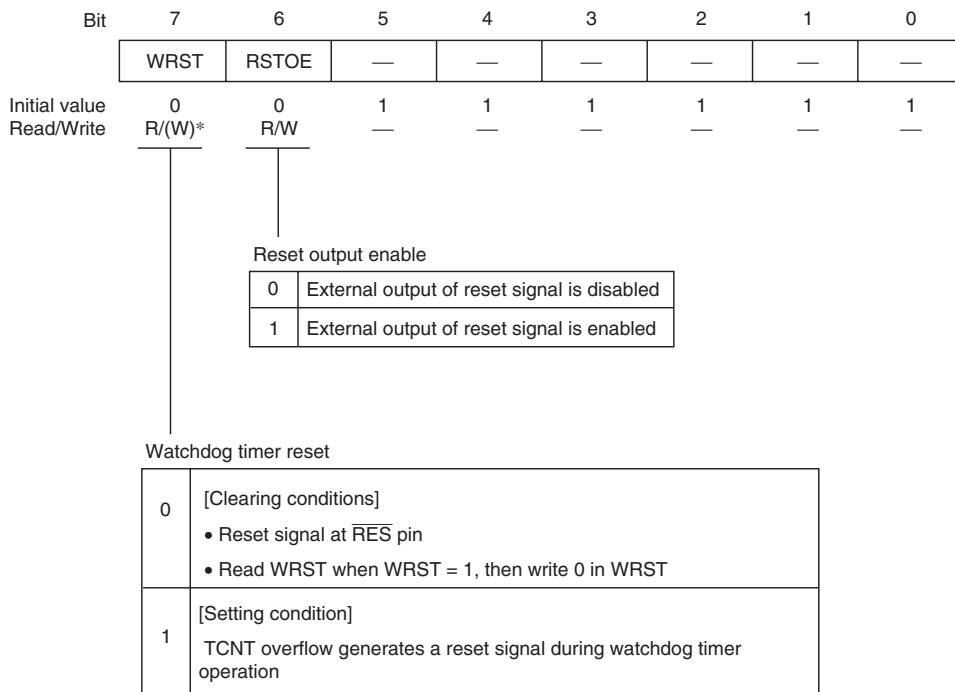 Bit 7 6 5 4 3 2 1 0
WRST RSTOE — — — — — —
Initial value 0 0 1 1 1 1 1 1
Read/Write R/(W)* R/W — — — — — —
Reset output enable
0 External output of reset signal is disabled
1 External output of reset signal is enabled
Watchdog timer reset
0 [Clearing conditions]
• Reset signal at R̅E̅S̅ pin
• Read WRST when WRST = 1, then write 0 in WRST
1 [Setting condition]
TCNT overflow generates a reset signal during watchdog timer
operation